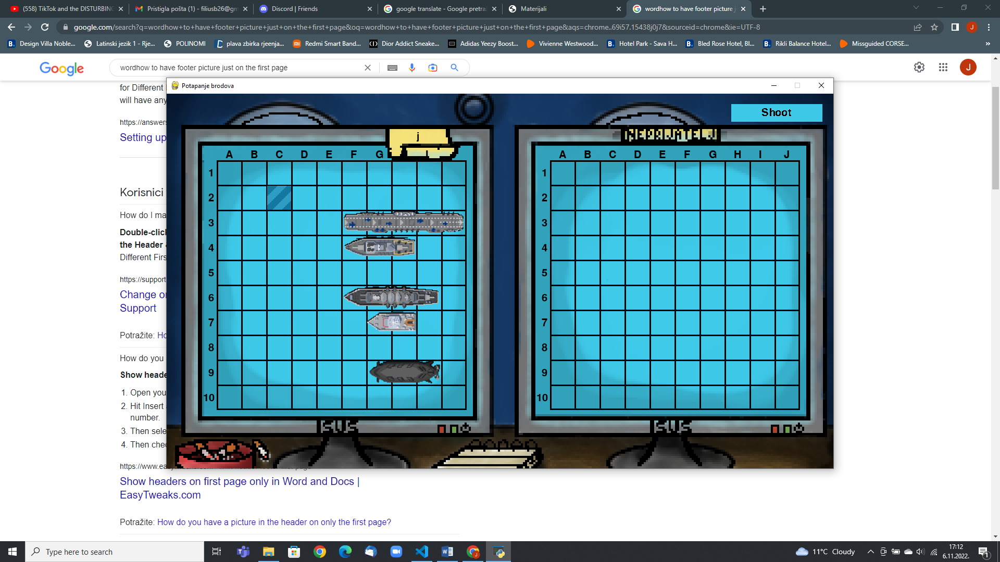 (558) TikTok and the DISTURBING
Pristigla pošta (1) - filiusb26@gm
Discord | Friends
google translate - Google pretra
Materijali
wordhow to have footer picture j
google.com/search?q=wordhow+to+have+footer+picture+just+on+the+first+page&oq=wordhow+to+have+footer+picture+just+on+the+first+page&aqs=chrome..69i57.15438j0j7&sourceid=chrome&ie=UTF-8
J
B. Design Villa Noble...
Latinski jezik 1 - Rje...
POLINOMI
plava zbirka rjeenja...
Redmi Smart Band...
Dior Addict Sneake...
Adidas Yeezy Boost...
Vivienne Westwood...
B. Hotel Park - Sava H...
B. Bled Rose Hotel, Bl...
B. Rikli Balance Hotel...
Missguided CORSE...
»
Google
wordhow to have footer picture just on the first page
J
for Different
will have any
https://answers
Setting up
Korisnici
How do I ma
Double-click
the Header
Different Firs
https://support
Change or
Support
Potražite: Ho
How do you
Show heade
1. Open you
2. Hit Insert
number.
3. Then sele
4. Then chec
https://www.ea
Show headers on first page only in Word and Docs |
EasyTweaks.com
Potražite: How do you have a picture in the header on only the first page?
Potapanje brodova
Shoot
j
A B C D E F G
1
2
3
4
5
6
7
8
9
10
ISUS
NEPRIJATELJ
A B C D E F G H I J
1
2
3
4
5
6
7
8
9
10
ISUS
Type here to search
11°C Cloudy
17:12
6.11.2022.
1